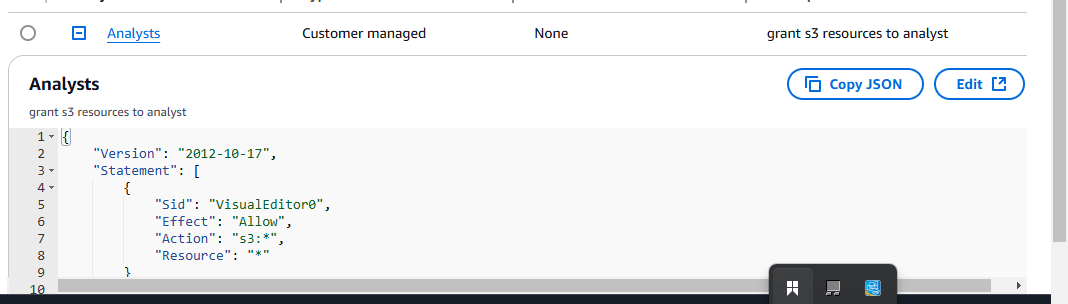 Analysts Customer managed None grant s3 resources to analyst
Analysts Copy JSON Edit
grant s3 resources to analyst
1 {
2 "Version": "2012-10-17",
3 "Statement": [
4 {
5 "Sid": "VisualEditor0",
6 "Effect": "Allow",
7 "Action": "s3:*",
8 "Resource": "*"
9 }
10